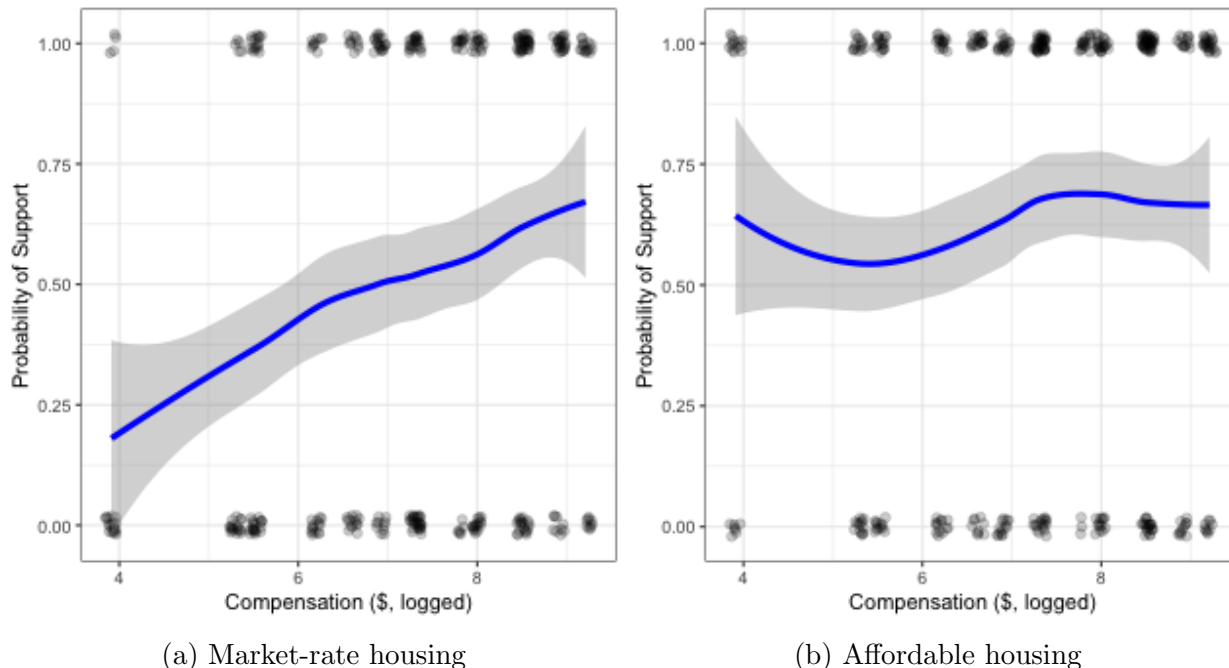 1.00
0.75
0.50
0.25
0.00
Probability of Support
4
6
8
Compensation ($, logged)
(a) Market-rate housing
1.00
0.75
0.50
0.25
0.00
Probability of Support
4
6
8
Compensation ($, logged)
(b) Affordable housing